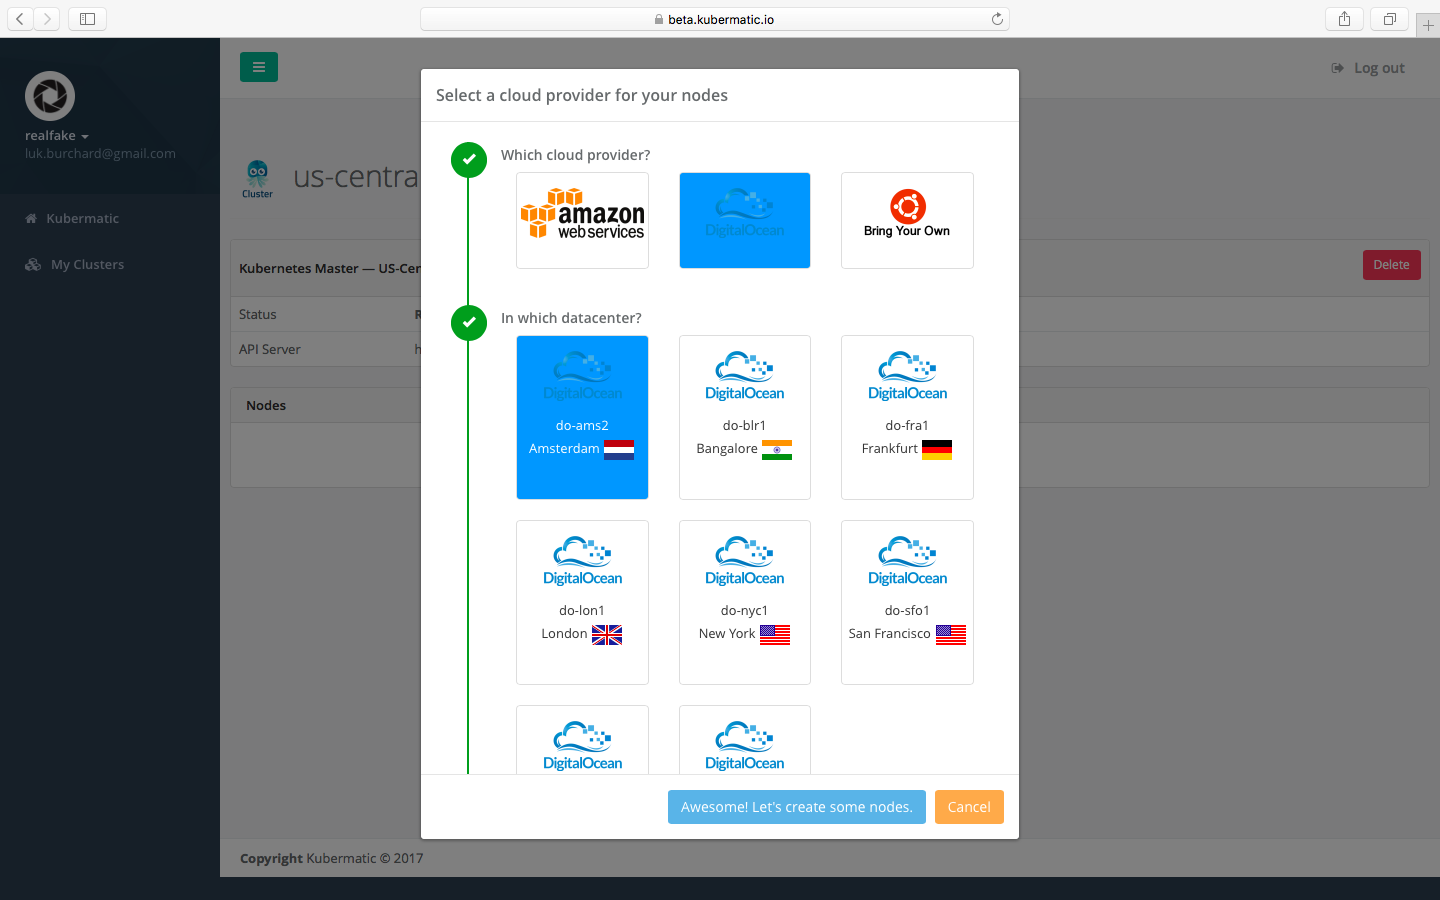 beta.kubermatic.io
realfake
luk.burchard@gmail.com
Kubermatic
My Clusters
Log out
Cluster
us-centra
Kubernetes Master — US-Cer
Delete
Status
R
API Server
h
Nodes
Select a cloud provider for your nodes
Which cloud provider?
amazon
webservices
DigitalOcean
Bring Your Own
In which datacenter?
DigitalOcean
do-ams2
Amsterdam
DigitalOcean
do-blr1
Bangalore
DigitalOcean
do-fra1
Frankfurt
DigitalOcean
do-lon1
London
DigitalOcean
do-nyc1
New York
DigitalOcean
do-sfo1
San Francisco
DigitalOcean
DigitalOcean
Awesome! Let's create some nodes.
Cancel
Copyright Kubermatic © 2017